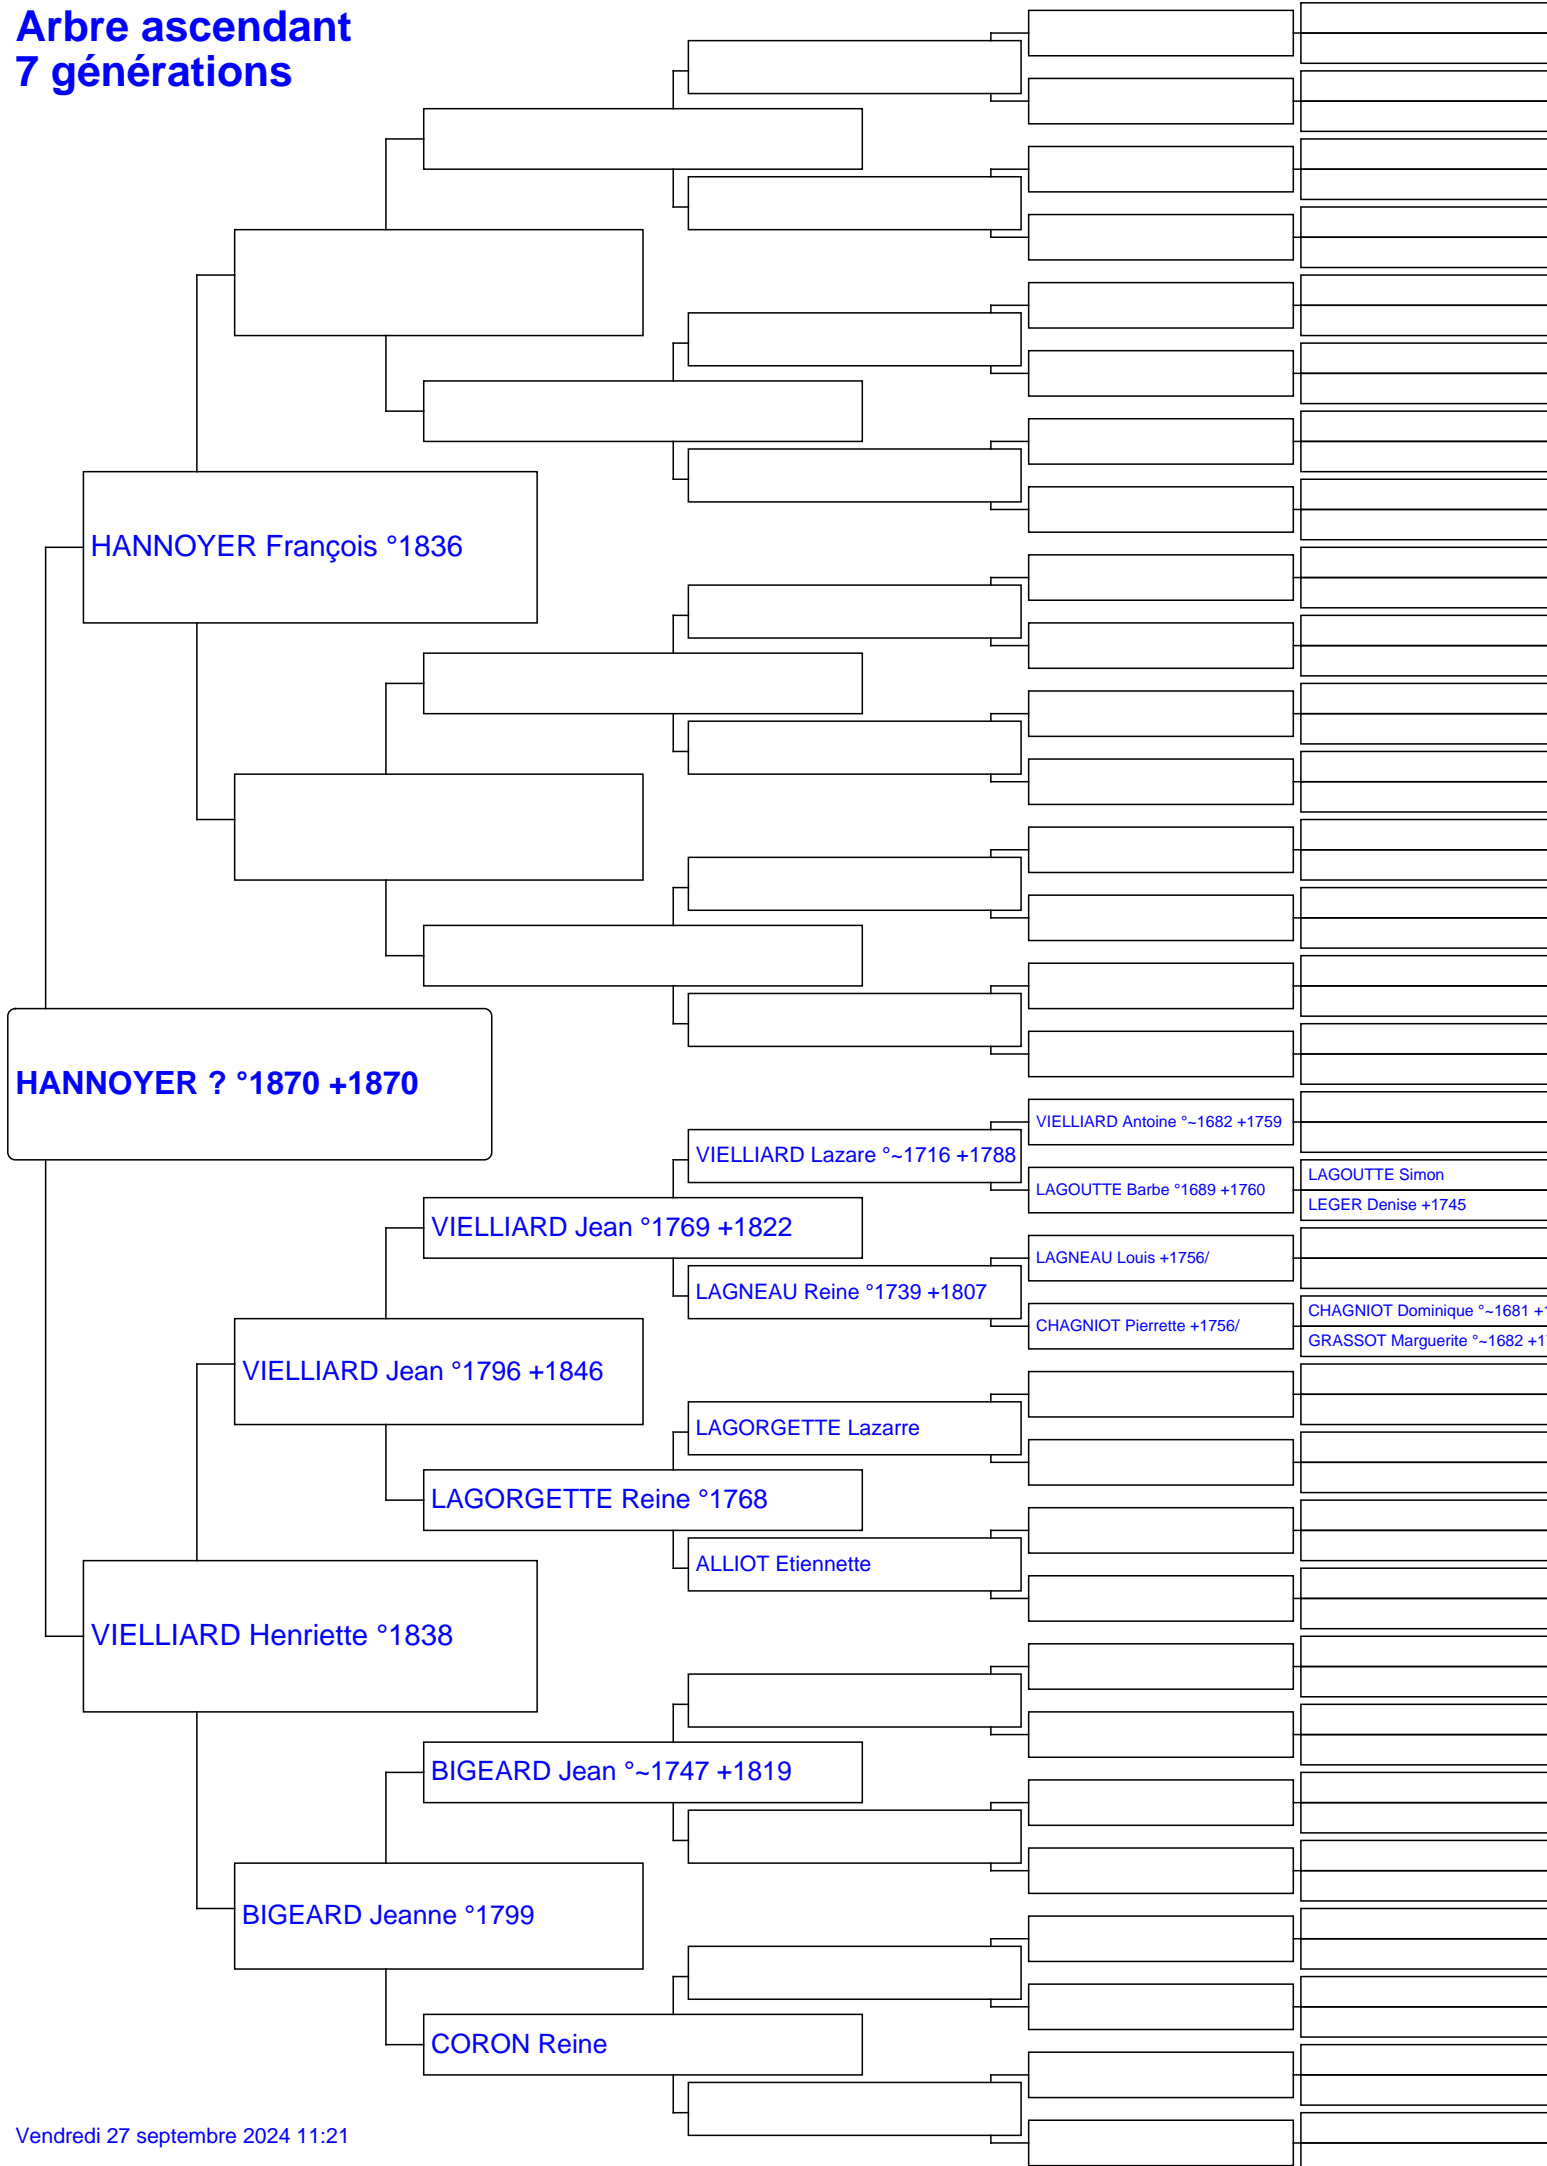 Arbre ascendant
7 générations
HANNOYER François °1836
HANNOYER ? °1870 +1870
VIELLIARD Antoine °~1682 +1759
VIELLIARD Lazare °~1716 +1788
LAGOUTTE Simon
LAGOUTTE Barbe °1689 +1760
LEGER Denise +1745
VIELLIARD Jean °1769 +1822
LAGNEAU Louis +1756/
LAGNEAU Reine °1739 +1807
CHAGNIOT Dominique °~1681
CHAGNIOT Pierrette +1756/
GRASSOT Marguerite °~1682
VIELLIARD Jean °1796 +1846
LAGORGETTE Lazarre
LAGORGETTE Reine °1768
ALLIOT Etiennette
VIELLIARD Henriette °1838
BIGEARD Jean °~1747 +1819
BIGEARD Jeanne °1799
CORON Reine
Vendredi 27 septembre 2024 11:21